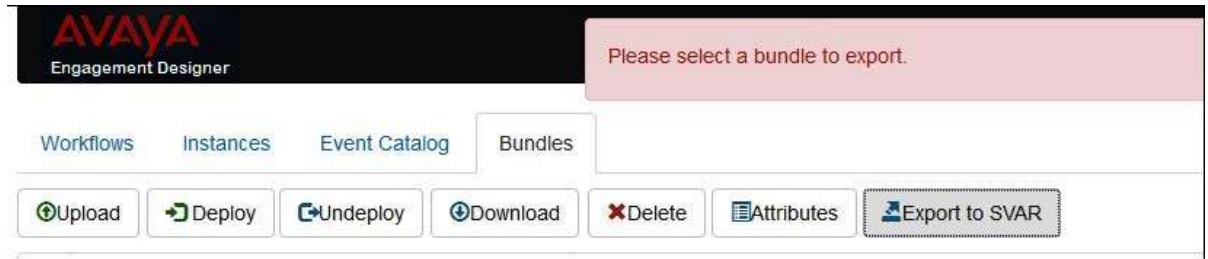 AVAYA
Engagement Designer
Please select a bundle to export.
Workflows Instances Event Catalog Bundles
Upload Deploy Undeploy Download Delete Attributes Export to SVAR